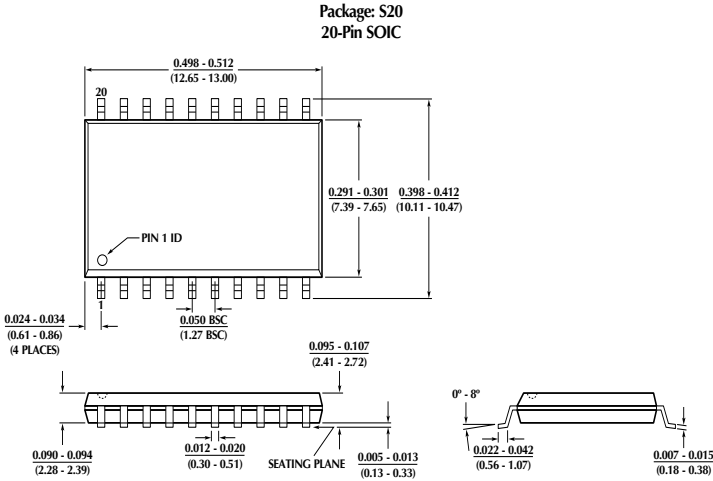 Package: S20
20-Pin SOIC
0.498 - 0.512
(12.65 - 13.00)
20
0.291 - 0.301
(7.39 - 7.65)
0.398 - 0.412
(10.11 - 10.47)
PIN 1 ID
1
0.024 - 0.034
(0.61 - 0.86)
(4 PLACES)
0.050 BSC
(1.27 BSC)
0.095 - 0.107
(2.41 - 2.72)
0º - 8º
0.090 - 0.094
(2.28 - 2.39)
0.012 - 0.020
(0.30 - 0.51)
SEATING PLANE
0.005 - 0.013
(0.13 - 0.33)
0.022 - 0.042
(0.56 - 1.07)
0.007 - 0.015
(0.18 - 0.38)